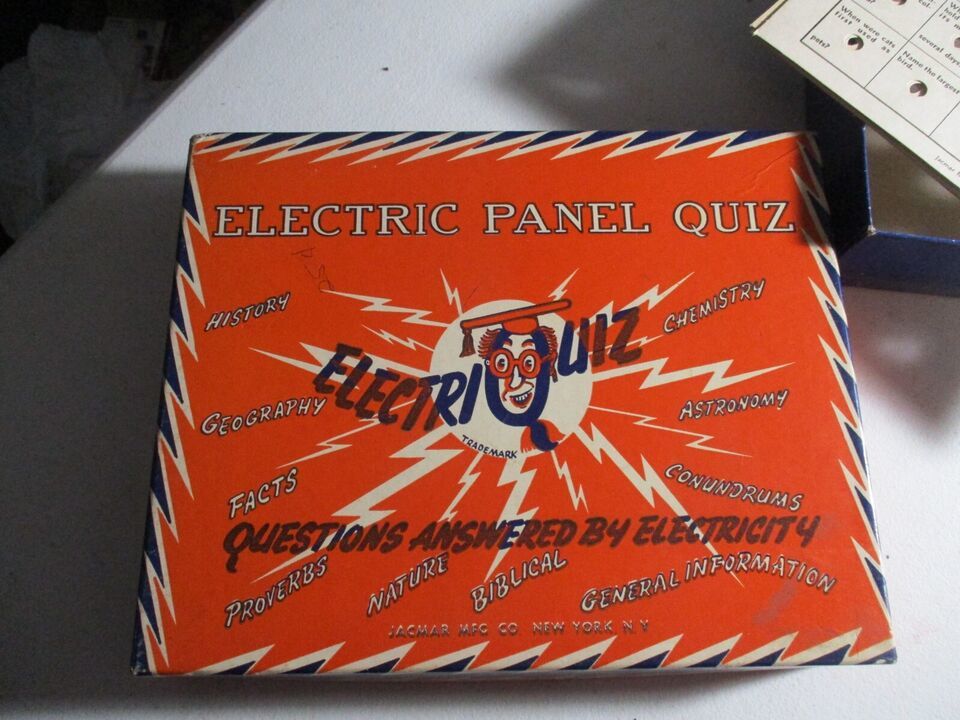 ELECTRIC PANEL QUIZ
HISTORY
CHEMISTRY
ELECTRIQUIZ
TRADEMARK
GEOGRAPHY
ASTRONOMY
FACTS
CONUNDRUMS
QUESTIONS ANSWERED BY ELECTRICITY
PROVERBS
NATURE
BIBLICAL
GENERAL INFORMATION
JACMAR MFG CO. NEW YORK, N.Y
When were cats
first used as
pets?
several days
Name the largest
bird.
Jacmar